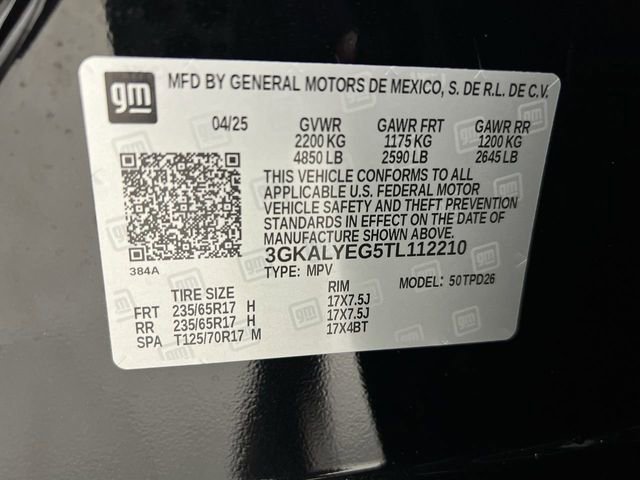 gm MFD BY GENERAL MOTORS DE MEXICO, S. DE R.L. DE C.V.
04/25 GVWR GAWR FRT GAWR RR
2200 KG 1175 KG 1200 KG
4850 LB 2590 LB 2645 LB
THIS VEHICLE CONFORMS TO ALL
APPLICABLE U.S. FEDERAL MOTOR
VEHICLE SAFETY AND THEFT PREVENTION
STANDARDS IN EFFECT ON THE DATE OF
MANUFACTURE SHOWN ABOVE.
384A 3GKALYEG5TL112210
TYPE: MPV MODEL: 50TPD26
TIRE SIZE RIM
FRT 235/65R17 H 17X7.5J
RR 235/65R17 H 17X7.5J
SPA T125/70R17 M 17X4BT